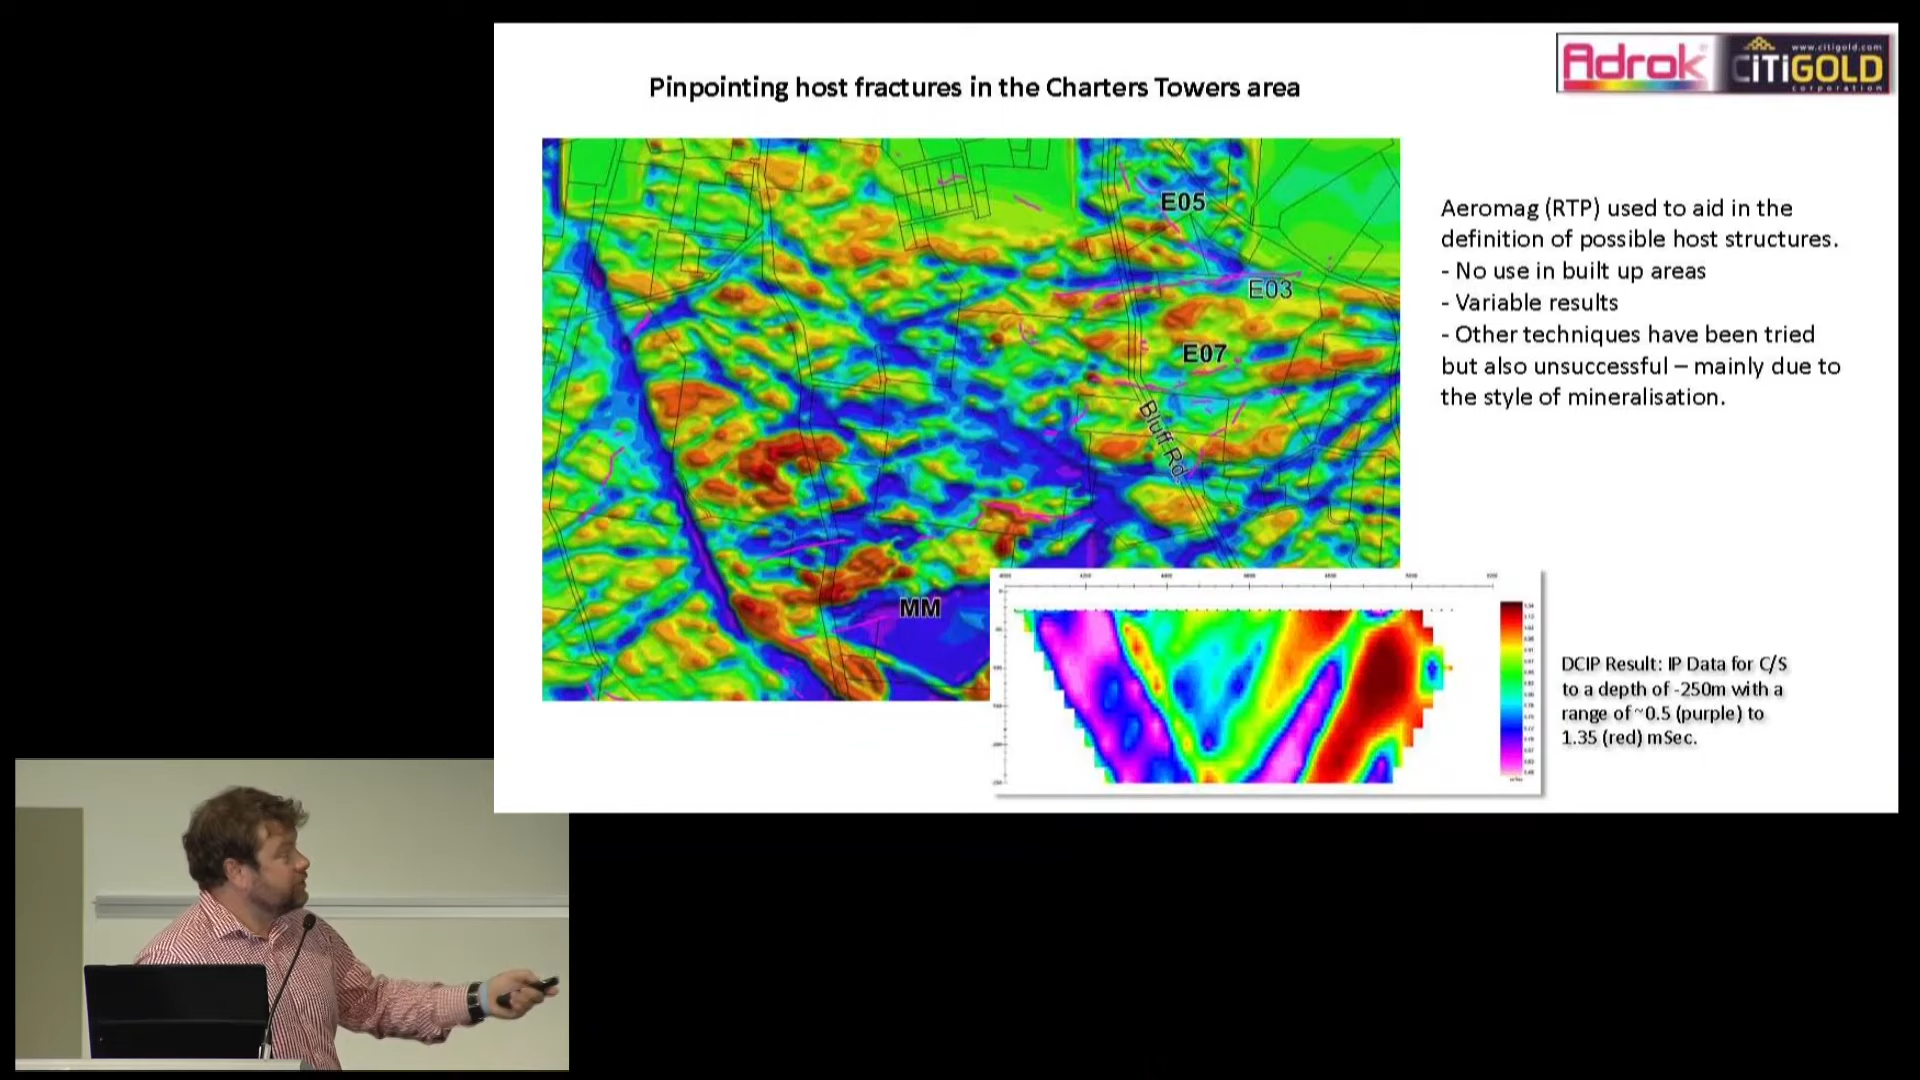 Pinpointing host fractures in the Charters Towers area
Adrok
www.citigold.com
CiTiGOLD
corporation
E05
E03
E07
Bluff Rd.
MM
Aeromag (RTP) used to aid in the
definition of possible host structures.
- No use in built up areas
- Variable results
- Other techniques have been tried
but also unsuccessful – mainly due to
the style of mineralisation.
DCIP Result: IP Data for C/S
to a depth of -250m with a
range of ~0.5 (purple) to
1.35 (red) mSec.